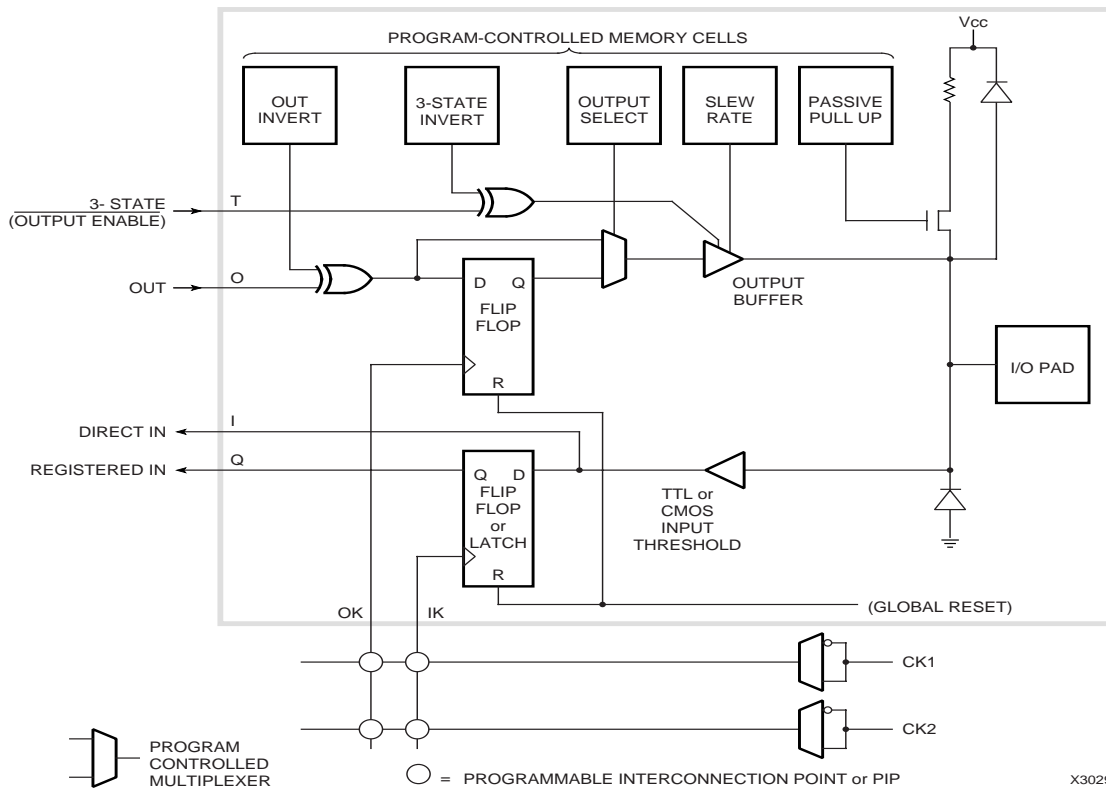 Vcc
PROGRAM-CONTROLLED MEMORY CELLS
OUT
INVERT
3-STATE
INVERT
OUTPUT
SELECT
SLEW
RATE
PASSIVE
PULL UP
3- STATE
(OUTPUT ENABLE)
T
OUT
O
D Q
FLIP
FLOP
R
OUTPUT
BUFFER
I/O PAD
DIRECT IN
I
REGISTERED IN
Q
Q D
FLIP
FLOP
or
LATCH
R
TTL or
CMOS
INPUT
THRESHOLD
OK
IK
(GLOBAL RESET)
CK1
CK2
PROGRAM
CONTROLLED
MULTIPLEXER
= PROGRAMMABLE INTERCONNECTION POINT or PIP
X3029